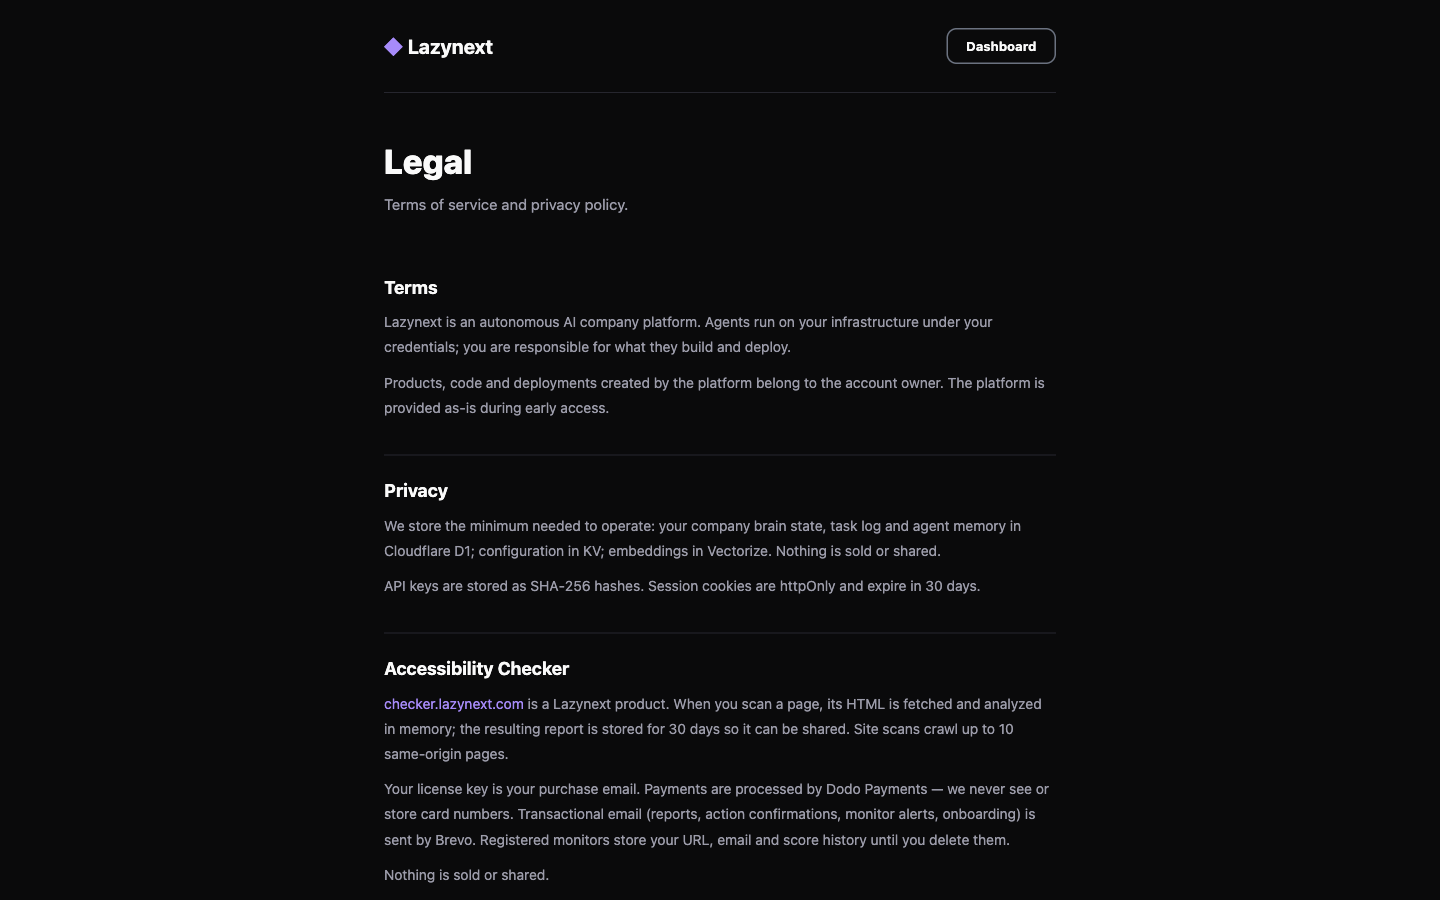 Lazynext
Dashboard
Legal
Terms of service and privacy policy.
Terms
Lazynext is an autonomous AI company platform. Agents run on your infrastructure under your
credentials; you are responsible for what they build and deploy.
Products, code and deployments created by the platform belong to the account owner. The platform is
provided as-is during early access.
Privacy
We store the minimum needed to operate: your company brain state, task log and agent memory in
Cloudflare D1; configuration in KV; embeddings in Vectorize. Nothing is sold or shared.
API keys are stored as SHA-256 hashes. Session cookies are httpOnly and expire in 30 days.
Accessibility Checker
checker.lazynext.com is a Lazynext product. When you scan a page, its HTML is fetched and analyzed
in memory; the resulting report is stored for 30 days so it can be shared. Site scans crawl up to 10
same-origin pages.
Your license key is your purchase email. Payments are processed by Dodo Payments — we never see or
store card numbers. Transactional email (reports, action confirmations, monitor alerts, onboarding) is
sent by Brevo. Registered monitors store your URL, email and score history until you delete them.
Nothing is sold or shared.